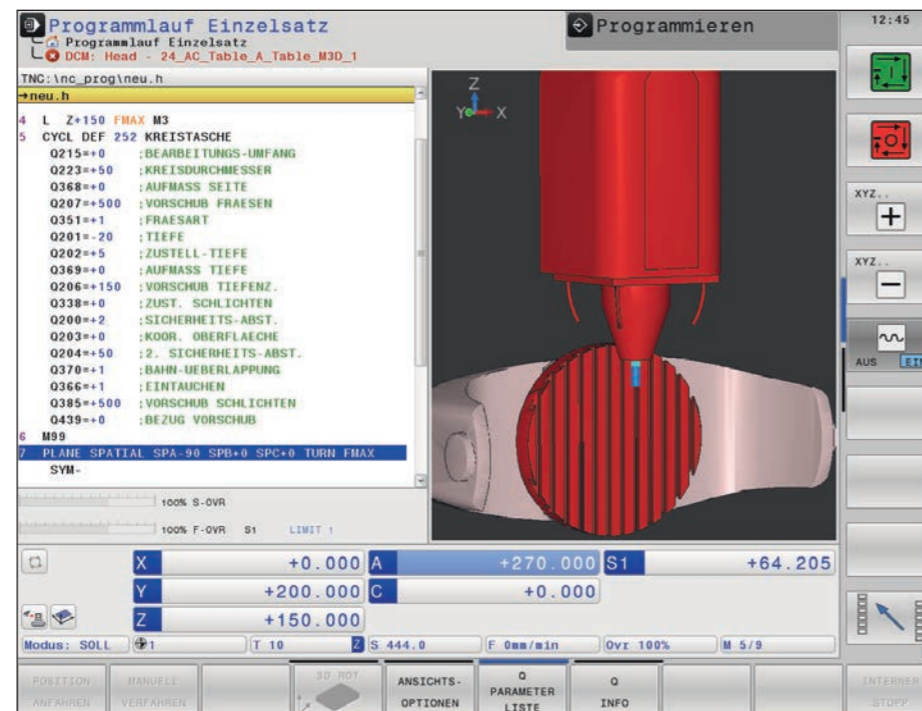 Programmlauf Einzelsatz
Programmlauf Einzelsatz
DCM: Head - 24_AC_Table_A_Table_M3D_1
Programmieren
12:45
TNC:\nc_prog\neu.h
→neu.h
4 L Z+150 FMAX M3
5 CYCL DEF 252 KREISTASCHE
Q215=+0 ;BEARBEITUNGS-UMFANG
Q223=+50 ;KREISDURCHMESSER
Q368=+0 ;AUFMASS SEITE
Q207=+500 ;VORSCHUB FRAESEN
Q351=+1 ;FRAESART
Q201=-20 ;TIEFE
Q202=+5 ;ZUSTELL-TIEFE
Q369=+0 ;AUFMASS TIEFE
Q206=+150 ;VORSCHUB TIEFENZ.
Q338=+0 ;ZUST. SCHLICHTEN
Q200=+2 ;SICHERHEITS-ABST.
Q203=+0 ;KOOR. OBERFLAECHE
Q204=+50 ;2. SICHERHEITS-ABST.
Q370=+1 ;BAHN-UEBERLAPPUNG
Q366=+1 ;EINTAUCHEN
Q385=+500 ;VORSCHUB SCHLICHTEN
Q439=+0 ;BEZUG VORSCHUB
6 M99
7 PLANE SPATIAL SPA-90 SPB+0 SPC+0 TURN FMAX
SYM-
Z
Y X
100% S-OVR
100% F-OVR S1 LIMIT 1
X +0.000 A +270.000 S1 +64.205
Y +200.000 C +0.000
Z +150.000
Modus: SOLL 1 T 10 Z S 444.0 F 0mm/min Ovr 100% M 5/9
POSITION ANFAHREN
MANUELL VERFAHREN
3D ROT
ANSICHTS-
OPTIONEN
Q
PARAMETER
LISTE
Q
INFO
INTERNER
STOPP
XYZ..
+
XYZ..
−
AUS EIN